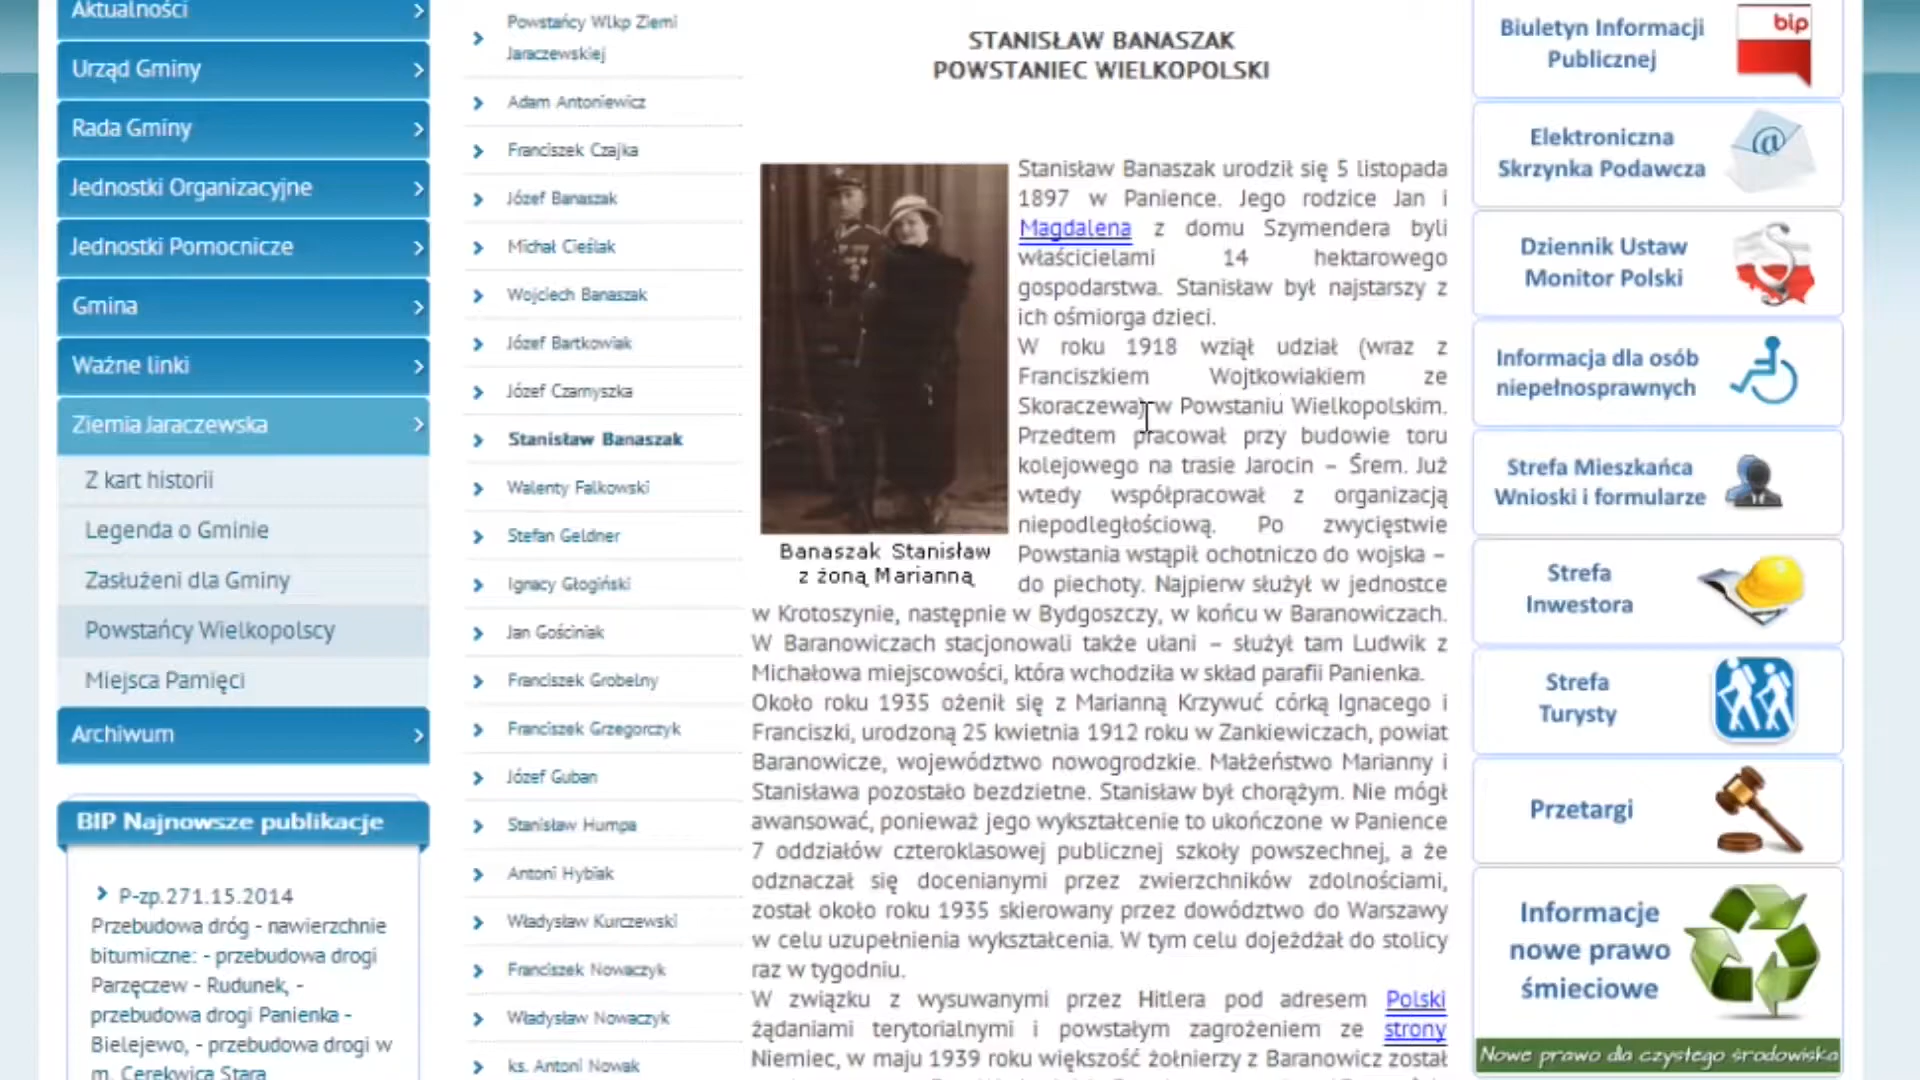 Aktualności
Urząd Gminy
Rada Gminy
Jednostki Organizacyjne
Jednostki Pomocnicze
Gmina
Ważne linki
Ziemia Jaraczewska
Z kart historii
Legenda o Gminie
Zasłużeni dla Gminy
Powstańcy Wielkopolscy
Miejsca Pamięci
Archiwum
BIP Najnowsze publikacje
P-zp.271.15.2014
Przebudowa dróg - nawierzchnie
bitumiczne: - przebudowa drogi
Parzęczew - Rudunek, -
przebudowa drogi Panienka -
Bielejewo, - przebudowa drogi w
m. Cerekwica Stara
Powstańcy Wlkp Ziemi
Jaraczewskiej
Adam Antoniewicz
Franciszek Czajka
Józef Banaszak
Michał Cieślak
Wojciech Banaszak
Józef Bartkowiak
Józef Czarnyszka
Stanisław Banaszak
Walenty Falkowski
Stefan Geldner
Ignacy Głogiński
Jan Gościniak
Franciszek Grobelny
Franciszek Grzegorczyk
Józef Guban
Stanisław Humpa
Antoni Hybiak
Władysław Kurczewski
Franciszek Nowaczyk
Władysław Nowaczyk
ks. Antoni Nowak
STANISŁAW BANASZAK
POWSTANIEC WIELKOPOLSKI
Banaszak Stanisław
z żoną Marianną
Stanisław Banaszak urodził się 5 listopada
1897 w Panience. Jego rodzice Jan i
Magdalena z domu Szymendera byli
właścicielami 14 hektarowego
gospodarstwa. Stanisław był najstarszy z
ich ośmiorga dzieci.
W roku 1918 wziął udział (wraz z
Franciszkiem Wojtkowiakiem ze
Skoraczewa) w Powstaniu Wielkopolskim.
Przedtem pracował przy budowie toru
kolejowego na trasie Jarocin – Śrem. Już
wtedy współpracował z organizacją
niepodległościową. Po zwycięstwie
Powstania wstąpił ochotniczo do wojska –
do piechoty. Najpierw służył w jednostce
w Krotoszynie, następnie w Bydgoszczy, w końcu w Baranowiczach.
W Baranowiczach stacjonowali także ułani – służył tam Ludwik z
Michałowa miejscowości, która wchodziła w skład parafii Panienka.
Około roku 1935 ożenił się z Marianną Krzywuć córką Ignacego i
Franciszki, urodzoną 25 kwietnia 1912 roku w Zankiewiczach, powiat
Baranowicze, województwo nowogrodzkie. Małżeństwo Marianny i
Stanisława pozostało bezdzietne. Stanisław był chorążym. Nie mógł
awansować, ponieważ jego wykształcenie to ukończone w Panience
7 oddziałów czteroklasowej publicznej szkoły powszechnej, a że
odznaczał się docenianymi przez zwierzchników zdolnościami,
został około roku 1935 skierowany przez dowództwo do Warszawy
w celu uzupełnienia wykształcenia. W tym celu dojeżdżał do stolicy
raz w tygodniu.
W związku z wysuwanymi przez Hitlera pod adresem Polski
żądaniami terytorialnymi i powstałym zagrożeniem ze strony
Niemiec, w maju 1939 roku większość żołnierzy z Baranowicz został
Biuletyn Informacji
Publicznej
bip
Elektroniczna
Skrzynka Podawcza
@
Dziennik Ustaw
Monitor Polski
Informacja dla osób
niepełnosprawnych
Strefa Mieszkańca
Wnioski i formularze
Strefa
Inwestora
Strefa
Turysty
Przetargi
Informacje
nowe prawo
śmieciowe
Nowe prawo dla czystego środowiska